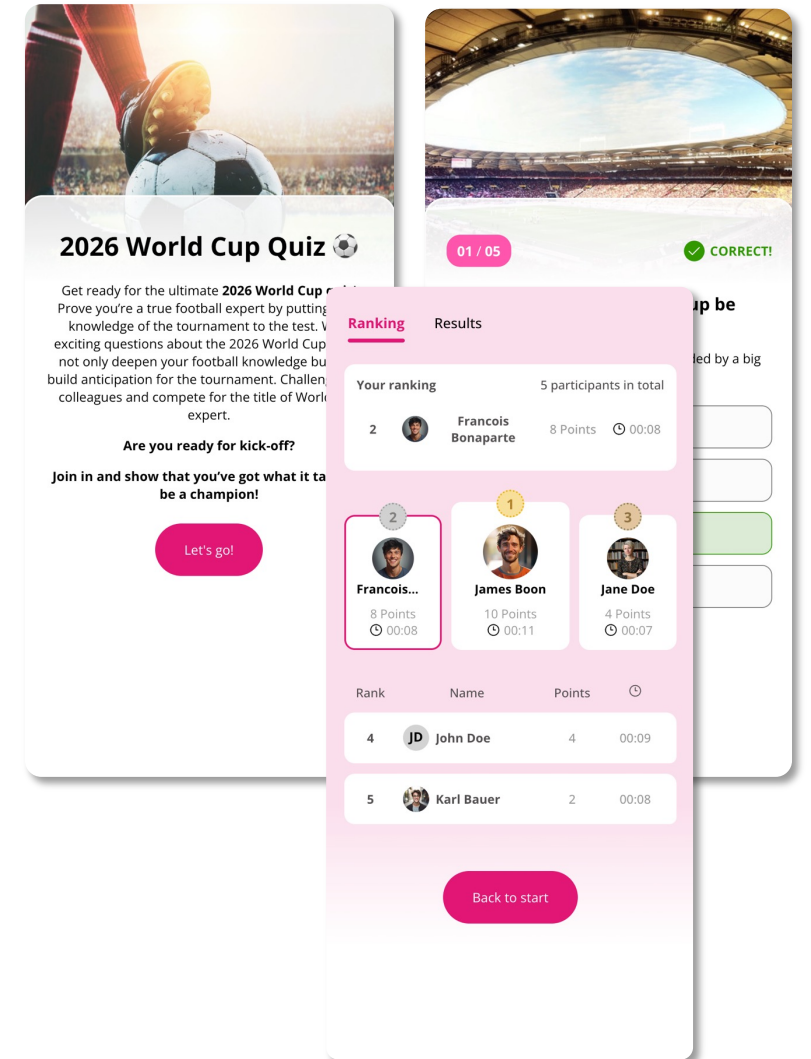 2026 World Cup Quiz ⚽
Get ready for the ultimate 2026 World Cup
Prove you're a true football expert by putting
knowledge of the tournament to the test.
exciting questions about the 2026 World Cup
not only deepen your football knowledge
build anticipation for the tournament.
colleagues and compete for the title of
expert.
Are you ready for kick-off?
Join in and show that you've got what it
be a champion!
Let's go!
01 / 05
CORRECT!
be
by a big
Ranking
Results
Your ranking
5 participants in total
2
Francois
Bonaparte
8 Points
00:08
2
Francois...
8 Points
00:08
1
James Boon
10 Points
00:11
3
Jane Doe
4 Points
00:07
Rank
Name
Points
4
JD
John Doe
4
00:09
5
Karl Bauer
2
00:08
Back to start